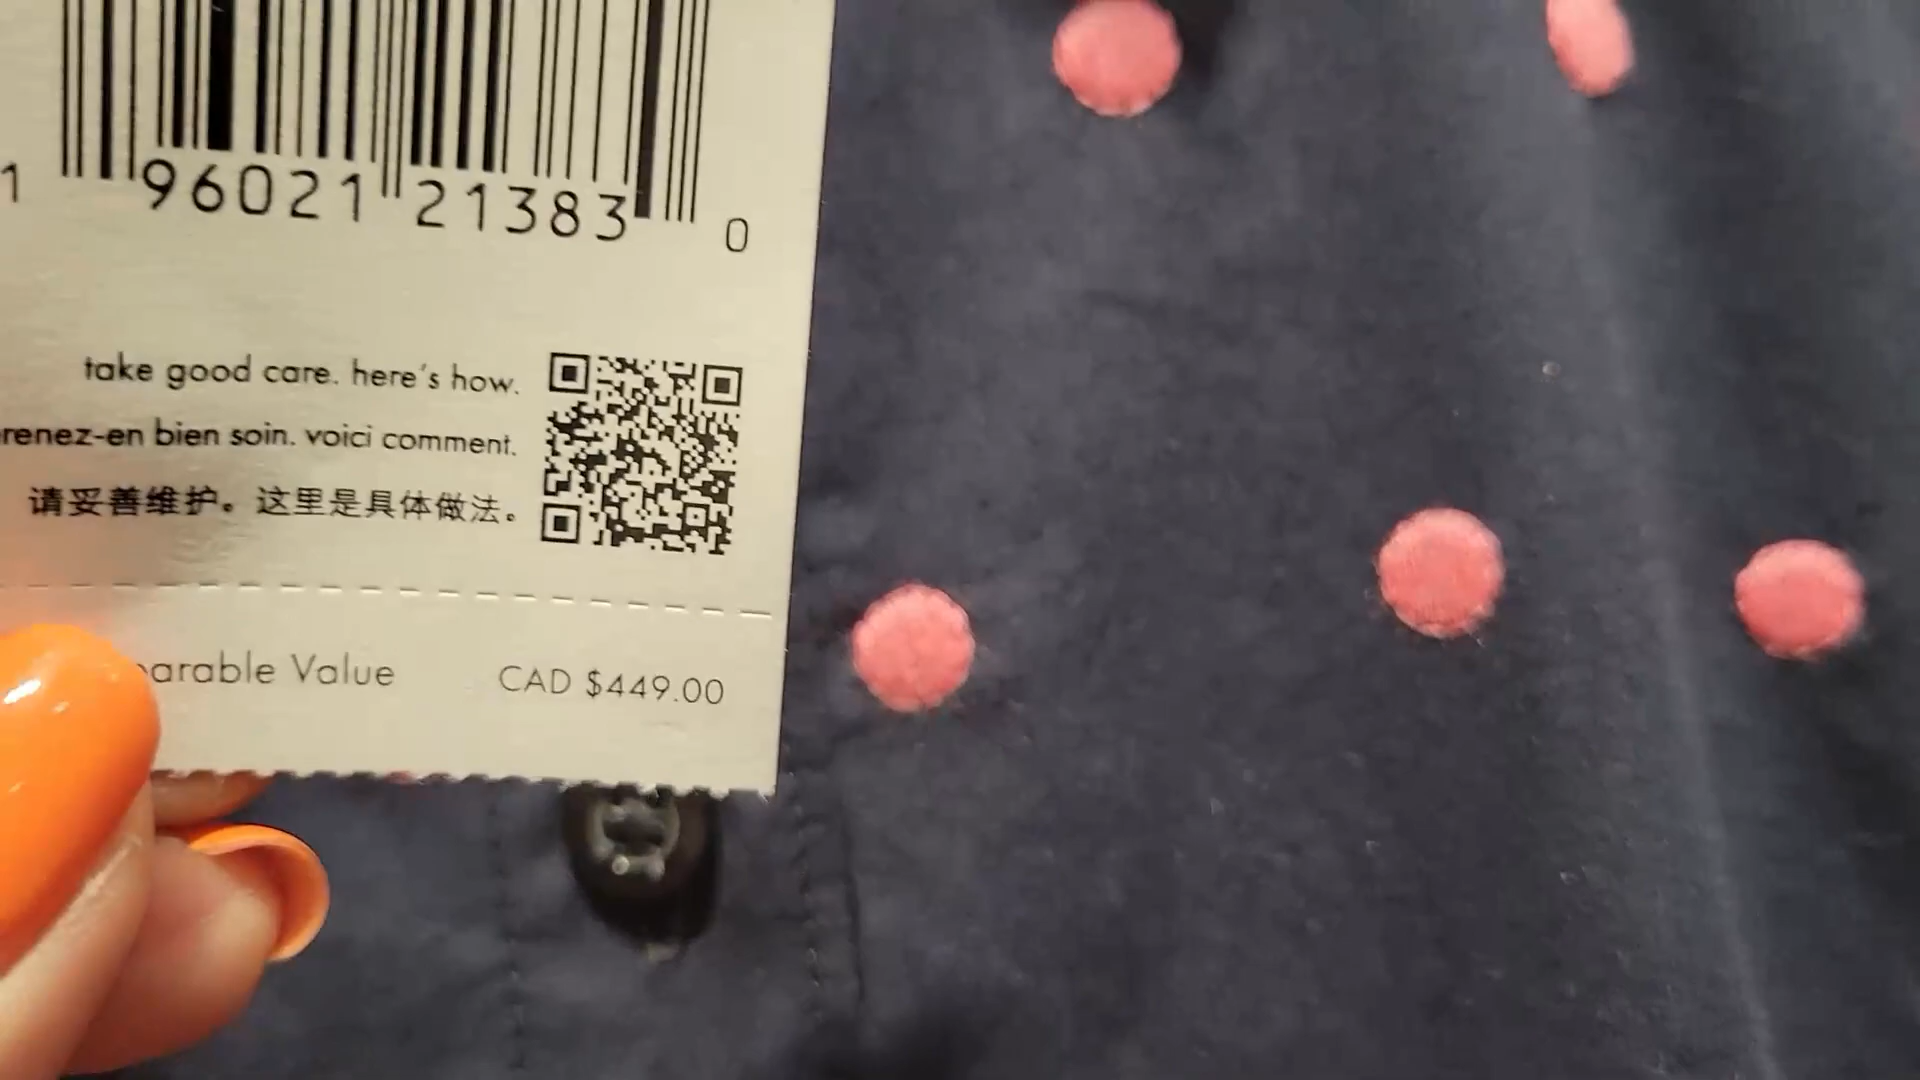 1 96021 21383 0
take good care. here's how.
renez-en bien soin. voici comment.
请妥善维护。这里是具体做法。
arable Value CAD $449.00